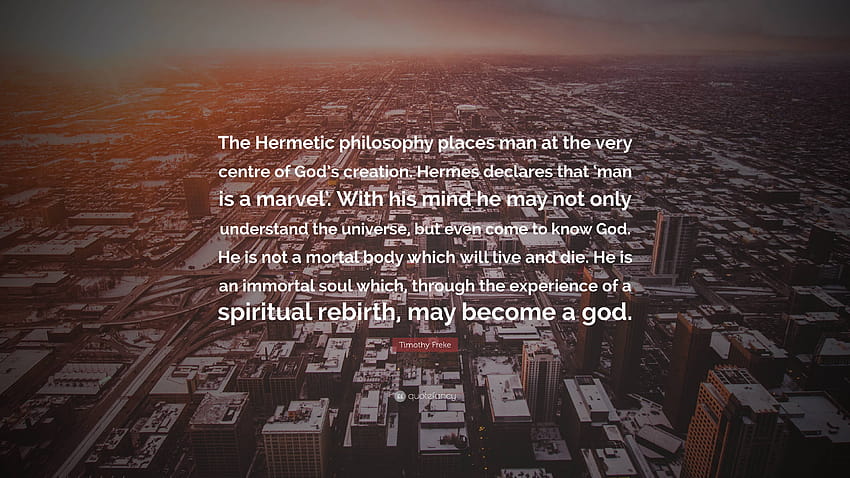 The Hermetic philosophy places man at the very
centre of God’s creation. Hermes declares that ‘man
is a marvel’. With his mind he may not only
understand the universe, but even come to know God.
He is not a mortal body which will live and die. He is
an immortal soul which, through the experience of a
spiritual rebirth, may become a god.
Timothy Freke
quotefancy